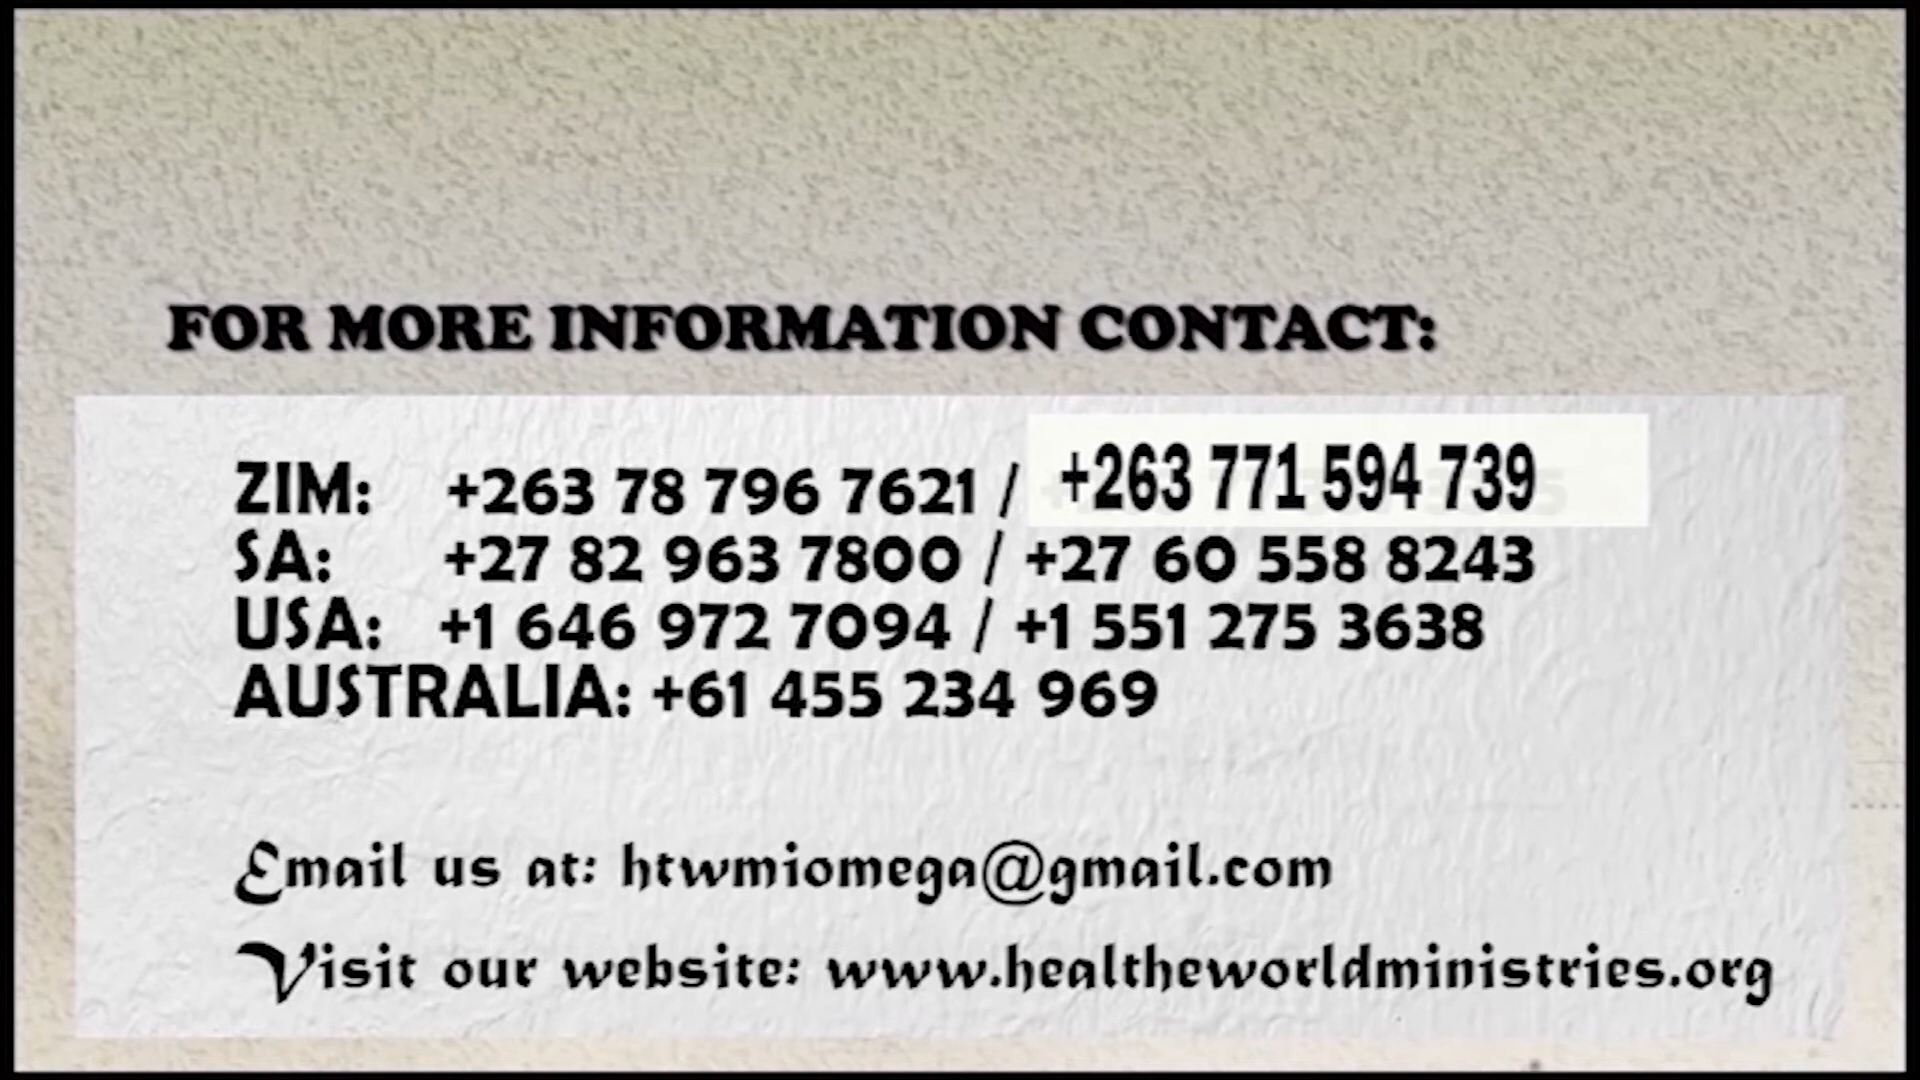 FOR MORE INFORMATION CONTACT:
ZIM: +263 78 796 7621 / +263 771 594 739
SA: +27 82 963 7800 / +27 60 558 8243
USA: +1 646 972 7094 / +1 551 275 3638
AUSTRALIA: +61 455 234 969
Email us at: htwmiomega@gmail.com
Visit our website: www.healtheworldministries.org